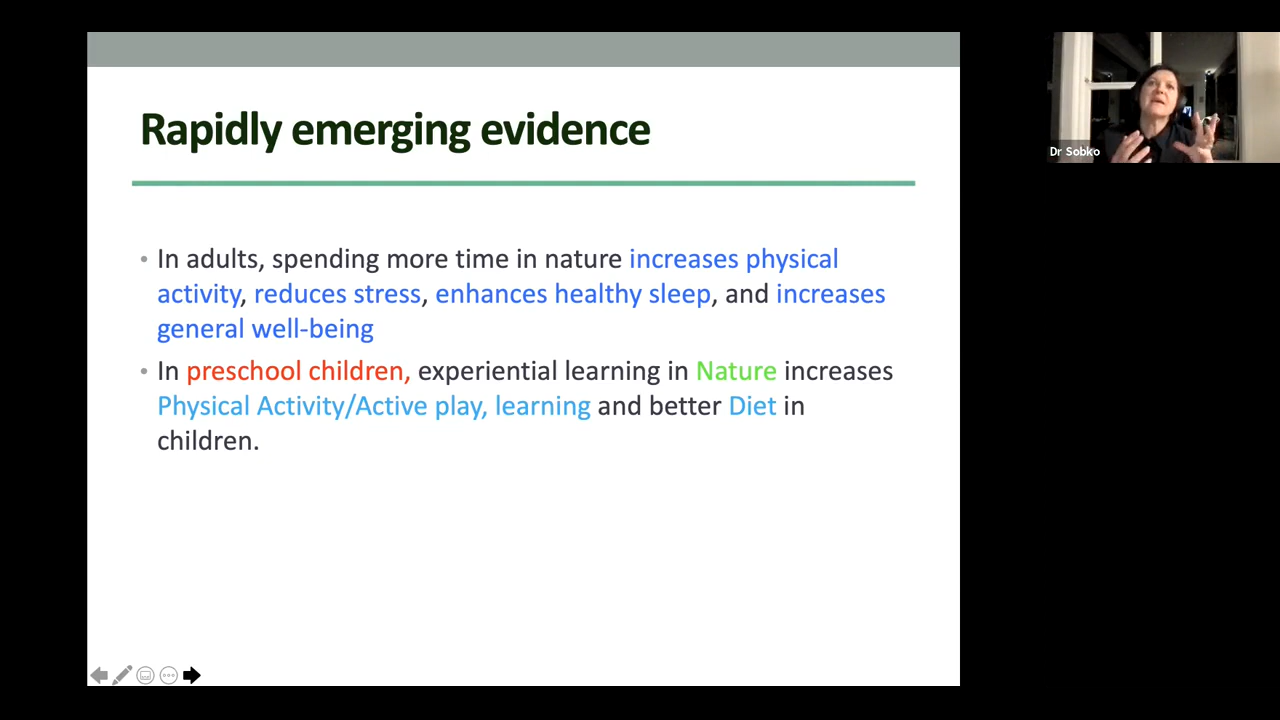 Rapidly emerging evidence
• In adults, spending more time in nature increases physical
activity, reduces stress, enhances healthy sleep, and increases
general well-being
• In preschool children, experiential learning in Nature increases
Physical Activity/Active play, learning and better Diet in
children.
Dr Sobko